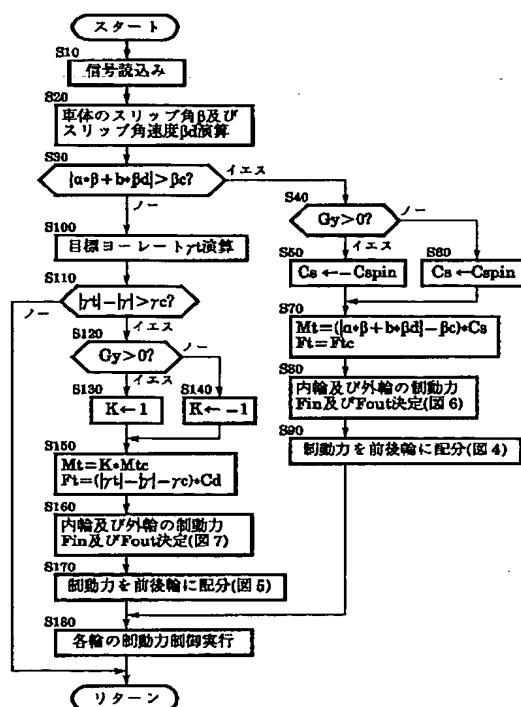 スタート
S10
信号読込み
S20
車体のスリップ角β及び
スリップ角速度βd演算
S30
|a*β+b*βd|>βc?
イエス
ノー
S40
Gy>0?
ノー
イエス
S50
Cs←-Cspin
S60
Cs←Cspin
S70
Mt=(|a*β+b*βd|-βc)*Cs
Ft=Ftc
S80
内輪及び外輪の制動力
Fin及びFout決定(図6)
S90
制動力を前後輪に配分(図4)
S100
目標ヨーレートγt演算
S110
|γt|-|γ|>γc?
ノー
イエス
S120
Gy>0?
ノー
イエス
S130
K←1
S140
K←-1
S150
Mt=K*Mtc
Ft=(|γt|-|γ|-γc)*Cd
S160
内輪及び外輪の制動力
Fin及びFout決定(図7)
S170
制動力を前後輪に配分(図5)
S180
各輪の制動力制御実行
リターン